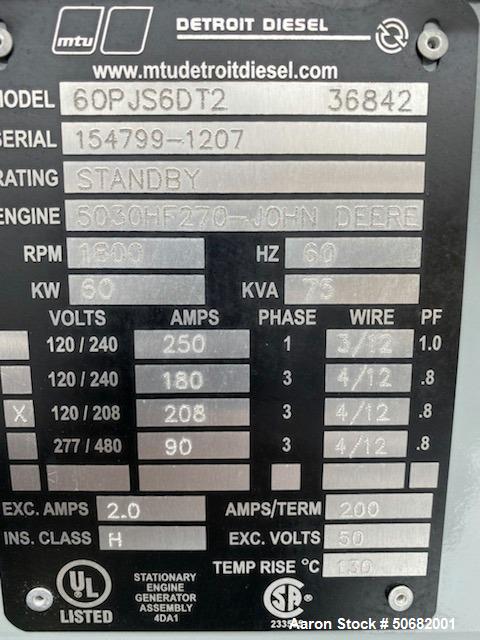 mtu DETROIT DIESEL
www.mtudetroitdiesel.com
MODEL 60PJS6DT2 36842
SERIAL 154799-1207
RATING STANDBY
ENGINE 5030HF270-JOHN DEERE
RPM 1800 HZ 60
KW 60 KVA 75
VOLTS AMPS PHASE WIRE PF
120 / 240 250 1 3/12 1.0
120 / 240 180 3 4/12 .8
X 120 / 208 208 3 4/12 .8
277 / 480 90 3 4/12 .8
EXC. AMPS 2.0 AMPS/TERM 200
INS. CLASS H EXC. VOLTS 50
TEMP RISE °C 130
UL
LISTED
STATIONARY
ENGINE
GENERATOR
ASSEMBLY
4DA1
Aaron Stock # 50682001